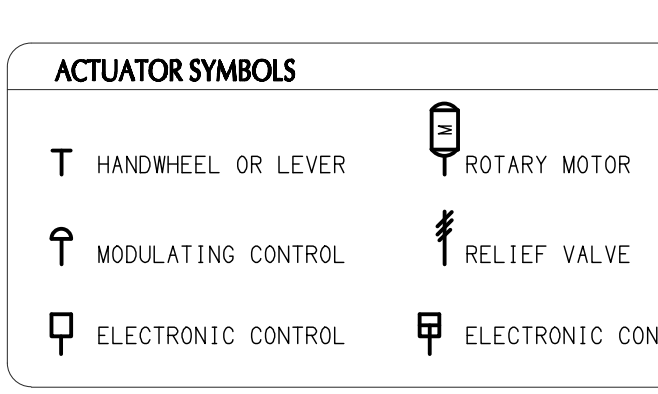 ACTUATOR SYMBOLS
HANDWHEEL OR LEVER
M
ROTARY MOTOR
MODULATING CONTROL
RELIEF VALVE
ELECTRONIC CONTROL
ELECTRONIC CON